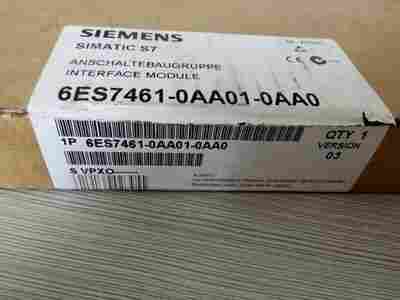 SIEMENS
SIMATIC S7
ANSCHALTEBAUGRUPPE
INTERFACE MODULE
6ES7461-0AA01-0AA0
1P 6ES7461-0AA01-0AA0
QTY 1
VERSION
03
S VPXO